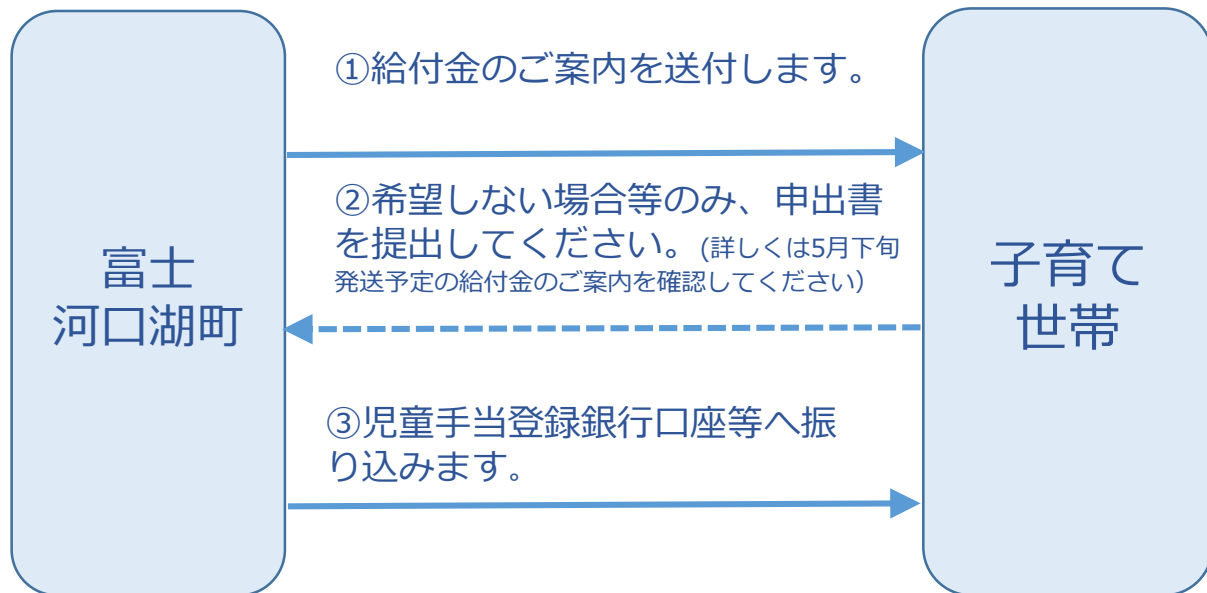 ①給付金のご案内を送付します。
②希望しない場合等のみ、申出書
を提出してください。(詳しくは5月下旬
発送予定の給付金のご案内を確認してください）
富士
河口湖町
子育て
世帯
③児童手当登録銀行口座等へ振
り込みます。